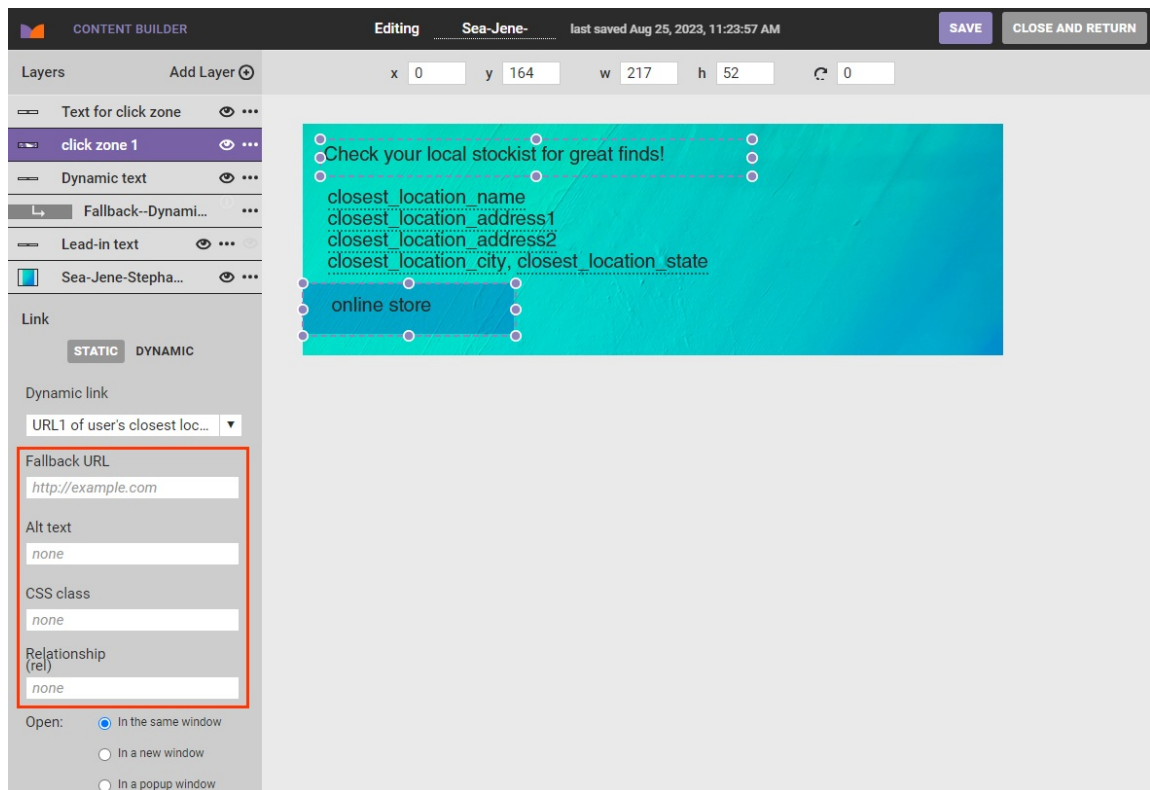 CONTENT BUILDER
Editing Sea-Jene- last saved Aug 25, 2023, 11:23:57 AM
SAVE
CLOSE AND RETURN
Layers Add Layer
x 0 y 164 w 217 h 52 0
Text for click zone
click zone 1
Dynamic text
Fallback--Dynami...
Lead-in text
Sea-Jene-Stepha...
Link
STATIC DYNAMIC
Dynamic link
URL1 of user's closest loc...
Fallback URL
http://example.com
Alt text
none
CSS class
none
Relationship
(rel)
none
Open: In the same window
In a new window
In a popup window
Check your local stockist for great finds!
closest_location_name
closest_location_address1
closest_location_address2
closest_location_city, closest_location_state
online store